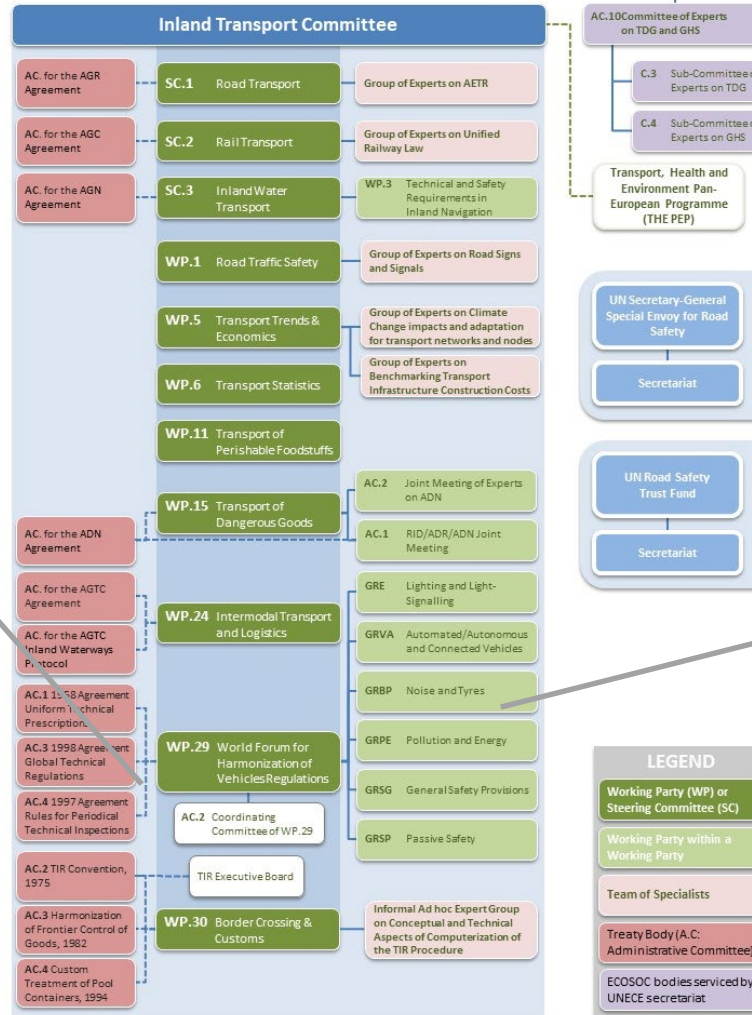 Inland Transport Committee
AC. for the AGR
Agreement
SC.1 Road Transport
Group of Experts on AETR
AC. for the AGC
Agreement
SC.2 Rail Transport
Group of Experts on Unified
Railway Law
AC. for the AGN
Agreement
SC.3 Inland Water
Transport
WP.3 Technical and Safety
Requirements in
Inland Navigation
WP.1 Road Traffic Safety
Group of Experts on Road Signs
and Signals
WP.5 Transport Trends &
Economics
Group of Experts on Climate
Change impacts and adaptation
for transport networks and nodes
Group of Experts on
Benchmarking Transport
Infrastructure Construction Costs
WP.6 Transport Statistics
WP.11 Transport of
Perishable Foodstuffs
WP.15 Transport of
Dangerous Goods
AC.2 Joint Meeting of Experts
on ADN
AC.1 RID/ADR/ADN Joint
Meeting
AC. for the ADN
Agreement
AC. for the AGTC
Agreement
AC. for the AGTC
Inland Waterways
Protocol
WP.24 Intermodal Transport
and Logistics
GRE Lighting and Light-
Signalling
GRVA Automated/Autonomous
and Connected Vehicles
GRBP Noise and Tyres
GRPE Pollution and Energy
GRSG General Safety Provisions
GRSP Passive Safety
AC.1 1958 Agreement
Uniform Technical
Prescriptions
AC.3 1998 Agreement
Global Technical
Regulations
AC.4 1997 Agreement
Rules for Periodical
Technical Inspections
WP.29 World Forum for
Harmonization of
Vehicles Regulations
AC.2 Coordinating
Committee of WP.29
AC.2 TIR Convention,
1975
TIR Executive Board
AC.3 Harmonization
of Frontier Control of
Goods, 1982
AC.4 Custom
Treatment of Pool
Containers, 1994
WP.30 Border Crossing &
Customs
Informal Ad hoc Expert Group
on Conceptual and Technical
Aspects of Computerization of
the TIR Procedure
AC.10 Committee of Experts
on TDG and GHS
C.3 Sub-Committee
Experts on TDG
C.4 Sub-Committee
Experts on GHS
Transport, Health and
Environment Pan-
European Programme
(THE PEP)
UN Secretary-General
Special Envoy for Road
Safety
Secretariat
UN Road Safety
Trust Fund
Secretariat
LEGEND
Working Party (WP) or
Steering Committee (SC)
Working Party within a
Working Party
Team of Specialists
Treaty Body (A.C:
Administrative Committee)
ECOSOC bodies serviced by
UNECE secretariat